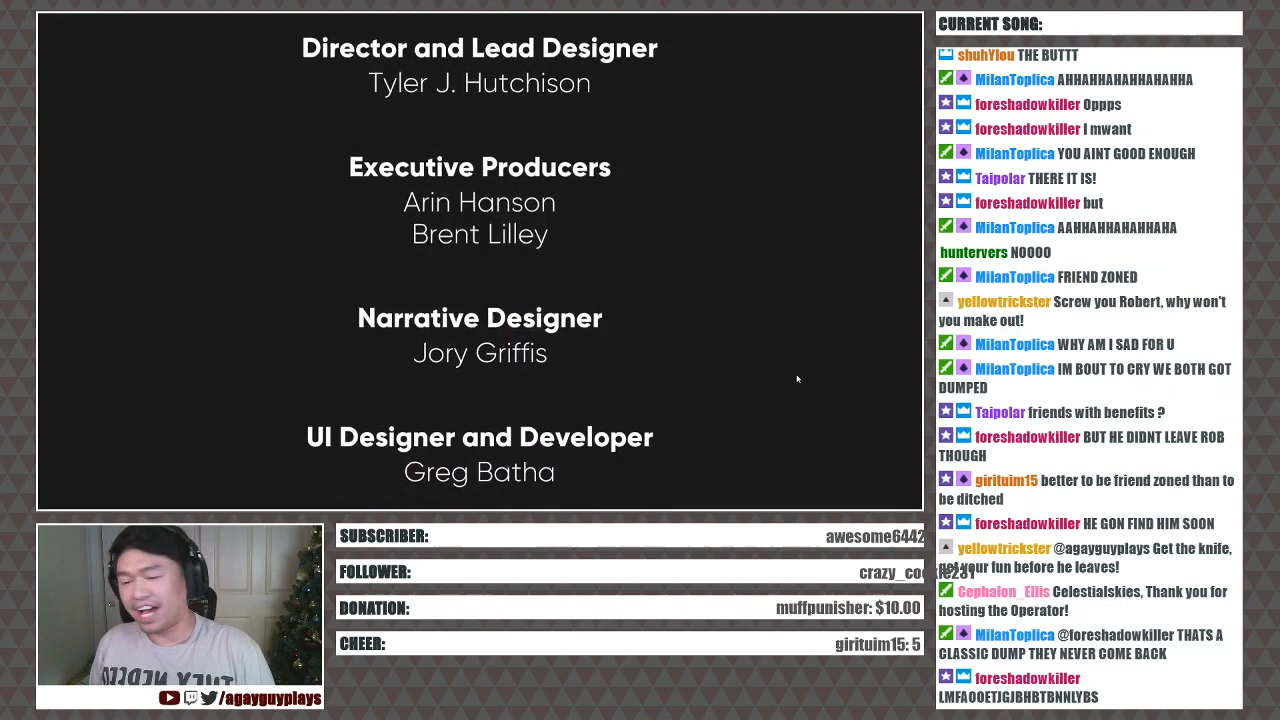 Director and Lead Designer
Tyler J. Hutchison
Executive Producers
Arin Hanson
Brent Lilley
Narrative Designer
Jory Griffis
UI Designer and Developer
Greg Batha
SUBSCRIBER: awesome6442
FOLLOWER:
DONATION: muffpunisher: $10.00
CHEER: girituim15: 5
/agayguyplays
CURRENT SONG:
shuhYlou THE BUTTT
MilanToplica AHHAHHAHAHHAHAHHA
foreshadowkiller Oppps
foreshadowkiller I mwant
MilanToplica YOU AINT GOOD ENOUGH
Taipolar THERE IT IS!
foreshadowkiller but
MilanToplica AAHHAHHAHAHHAHA
huntervers NOOOO
MilanToplica FRIEND ZONED
yellowtrickster Screw you Robert, why won't
you make out!
MilanToplica WHY AM I SAD FOR U
MilanToplica IM BOUT TO CRY WE BOTH GOT
DUMPED
Taipolar friends with benefits ?
foreshadowkiller BUT HE DIDNT LEAVE ROB
THOUGH
girituim15 better to be friend zoned than to
be ditched
foreshadowkiller HE GON FIND HIM SOON
yellowtrickster @agayguyplays Get the knife,
get your fun before he leaves!
Cephalon_Ellis Celestialskies, Thank you for
hosting the Operator!
MilanToplica @foreshadowkiller THATS A
CLASSIC DUMP THEY NEVER COME BACK
foreshadowkiller
LMFAOOETJGJBHBTBNNLYBS